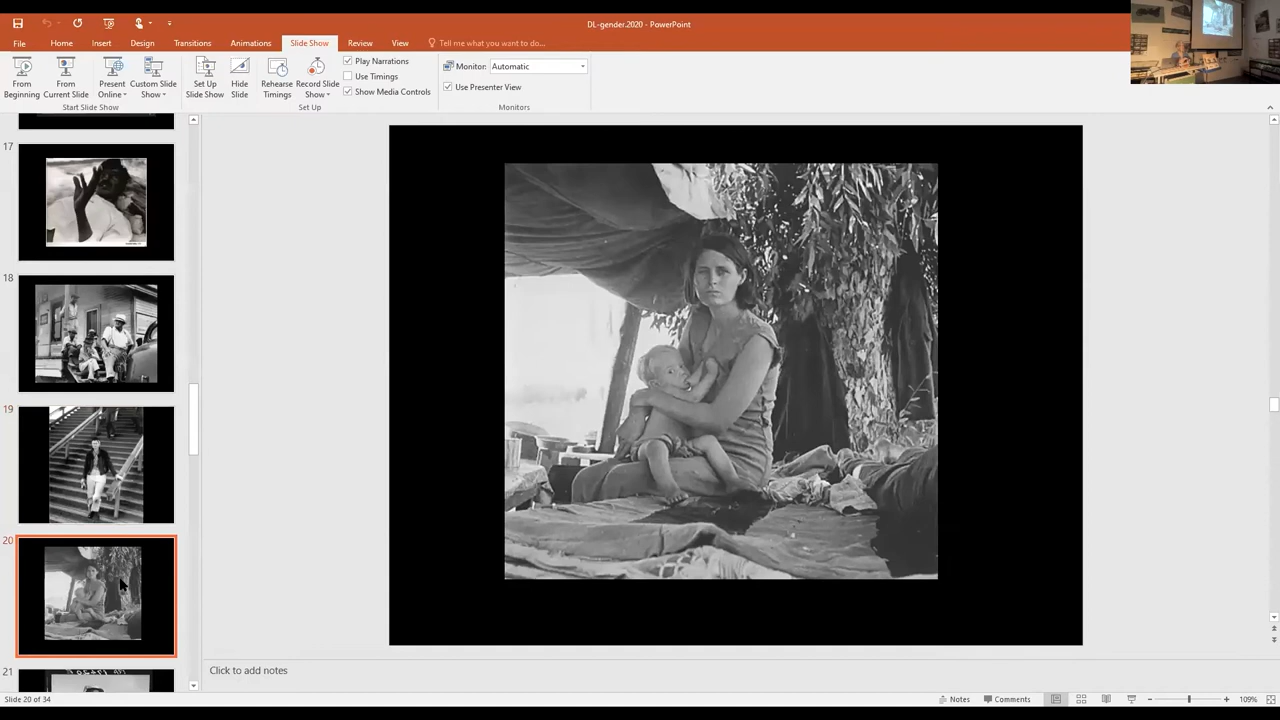 DL-gender.2020 - PowerPoint
File Home Insert Design Transitions Animations Slide Show Review View Tell me what you want to do...
From Beginning
From Current Slide
Present Online
Custom Slide Show
Start Slide Show
Set Up Slide Show
Hide Slide
Rehearse Timings
Record Slide Show
Play Narrations
Use Timings
Show Media Controls
Set Up
Monitor: Automatic
Use Presenter View
Monitors
17
18
19
20
21
Click to add notes
Slide 20 of 34
Notes Comments 109%